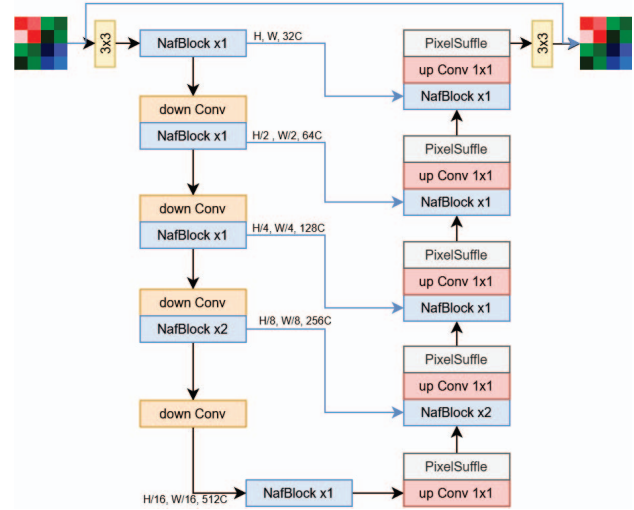 3x3
NafBlock x1
H, W, 32C
down Conv
NafBlock x1
H/2 , W/2, 64C
down Conv
NafBlock x1
H/4, W/4, 128C
down Conv
NafBlock x2
H/8, W/8, 256C
down Conv
H/16, W/16, 512C
NafBlock x1
PixelSuffle
up Conv 1x1
PixelSuffle
up Conv 1x1
NafBlock x2
PixelSuffle
up Conv 1x1
NafBlock x1
PixelSuffle
up Conv 1x1
NafBlock x1
PixelSuffle
up Conv 1x1
NafBlock x1
3x3